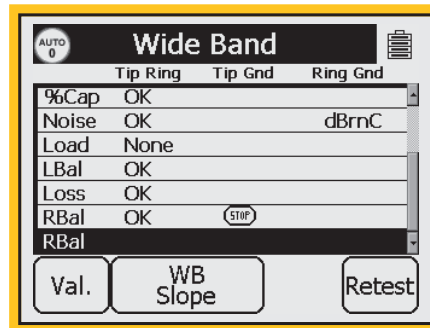 AUTO 0 Wide Band
Tip Ring Tip Gnd Ring Gnd
%Cap OK
Noise OK dBrnC
Load None
LBal OK
Loss OK
RBal OK STOP
RBal
Val. WB Slope Retest